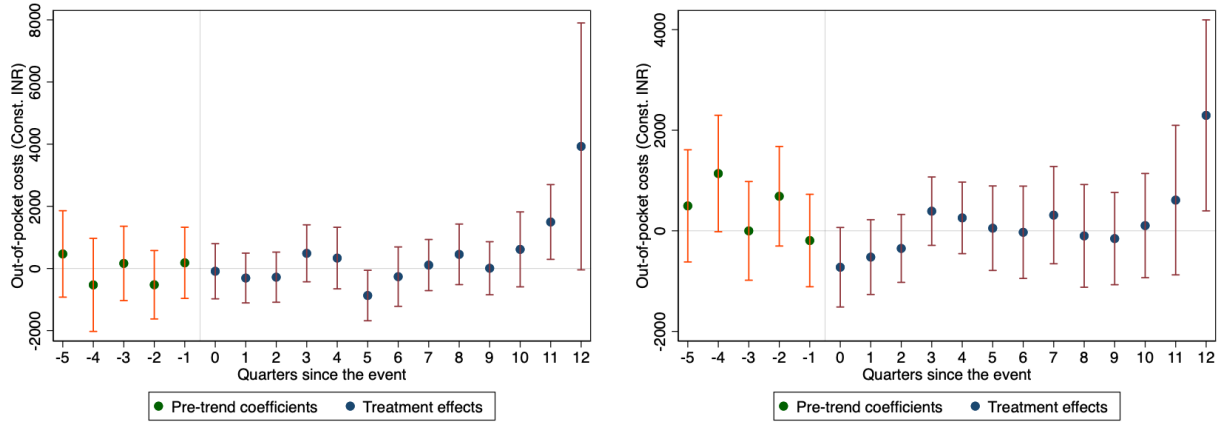 Out-of-pocket costs (Const. INR)
8000
6000
4000
2000
0
-2000
-5 -4 -3 -2 -1 0 1 2 3 4 5 6 7 8 9 10 11 12
Quarters since the event
Pre-trend coefficients Treatment effects
Out-of-pocket costs (Const. INR)
4000
2000
0
-2000
-5 -4 -3 -2 -1 0 1 2 3 4 5 6 7 8 9 10 11 12
Quarters since the event
Pre-trend coefficients Treatment effects